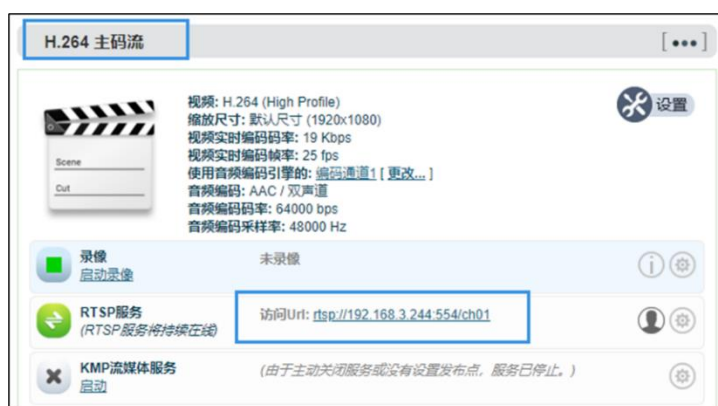 H.264 主码流
[•••]
视频: H.264 (High Profile)
缩放尺寸: 默认尺寸 (1920x1080)
视频实时编码码率: 19 Kbps
视频实时编码帧率: 25 fps
使用音频编码引擎的: 编码通道1 [ 更改... ]
音频编码: AAC / 双声道
音频编码码率: 64000 bps
音频编码采样率: 48000 Hz
设置
Scene
Cut
录像
未录像
启动录像
RTSP服务
访问Url: rtsp://192.168.3.244:554/ch01
(RTSP服务将持续在线)
KMP流媒体服务
(由于主动关闭服务或没有设置发布点，服务已停止。)
启动